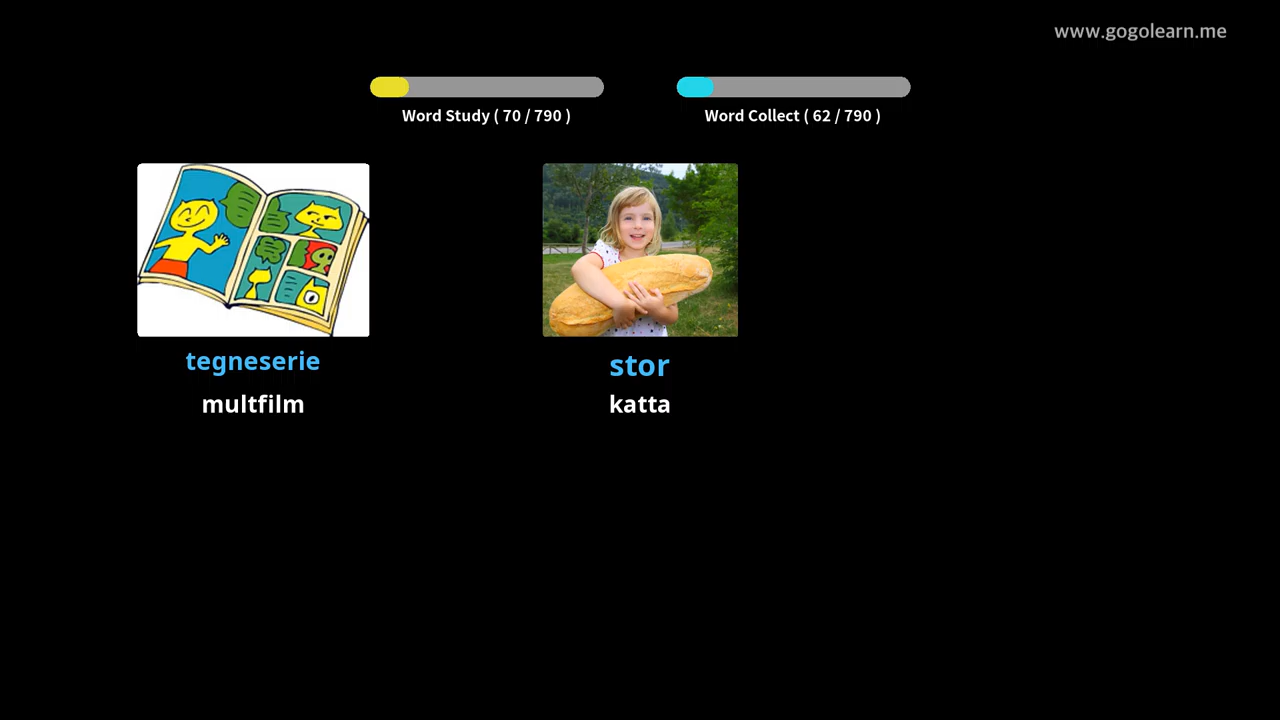 www.gogolearn.me
Word Study ( 70 / 790 )
Word Collect ( 62 / 790 )
tegneserie
multfilm
stor
katta